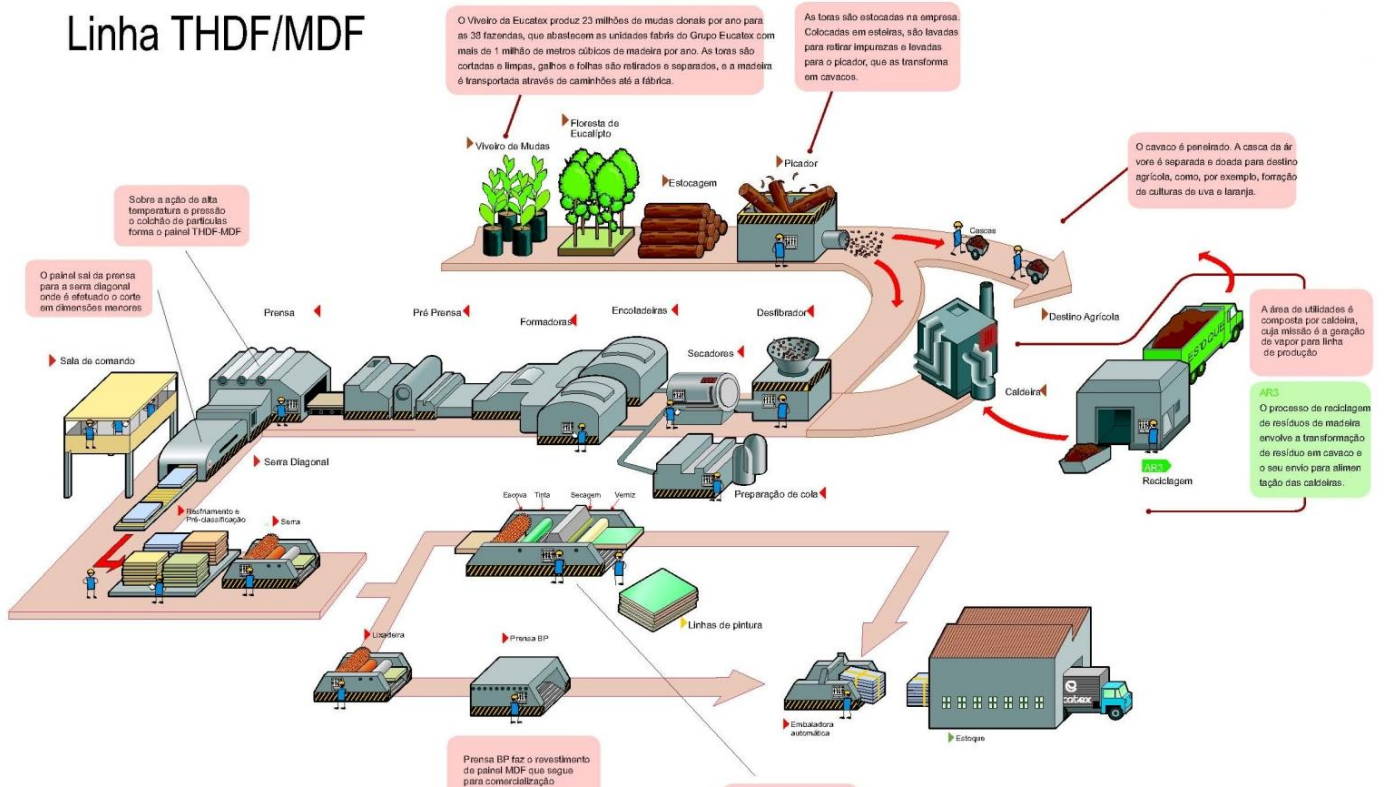 Linha THDF/MDF
O Viveiro da Eucatex produz 23 milhões de mudas clonais por ano para
as 38 fazendas, que abastecem as unidades fabris do Grupo Eucatex com
mais de 1 milhão de metros cúbicos de madeira por ano. As toras são
cortadas e limpas, galhos e folhas são retirados e separados, e a madeira
é transportada através de caminhões até a fábrica.
As toras são estocadas na empresa.
Colocadas em esteiras, são lavadas
para retirar impurezas e levadas
para o picador, que as transforma
em cavacos.
O cavaco é peneirado. A casca da ár
vore é separada e doada para destino
agrícola, como, por exemplo, forração
de culturas de uva e laranja.
Viveiro de Mudas
Floresta de
Eucalípto
Estocagem
Picador
Cascas
Destino Agrícola
Sobre a ação de alta
temperatura e pressão
o colchão de partículas
forma o painel THDF-MDF
O painel sai da prensa
para a serra diagonal
onde é efetuado o corte
em dimensões menores
Sala de comando
Prensa
Pré Prensa
Formadoras
Encoladeiras
Secadores
Desfibrador
Caldeira
ESTOQUE
A área de utilidades é
composta por caldeira,
cuja missão é a geração
de vapor para linha
de produção
AR3
O processo de reciclagem
de resíduos de madeira
envolve a transformação
de resíduo em cavaco e
o seu envio para alimen
tação das caldeiras.
AR3
Reciclagem
Serra Diagonal
Preparação de cola
Resfriamento e
Pré-classificação
Serra
Escova Tinta Secagem Verniz
Linhas de pintura
Lixadeira
Prensa BP
Embaladora
automática
Estoque
Prensa BP faz o revestimento
de painel MDF que segue
para comercialização